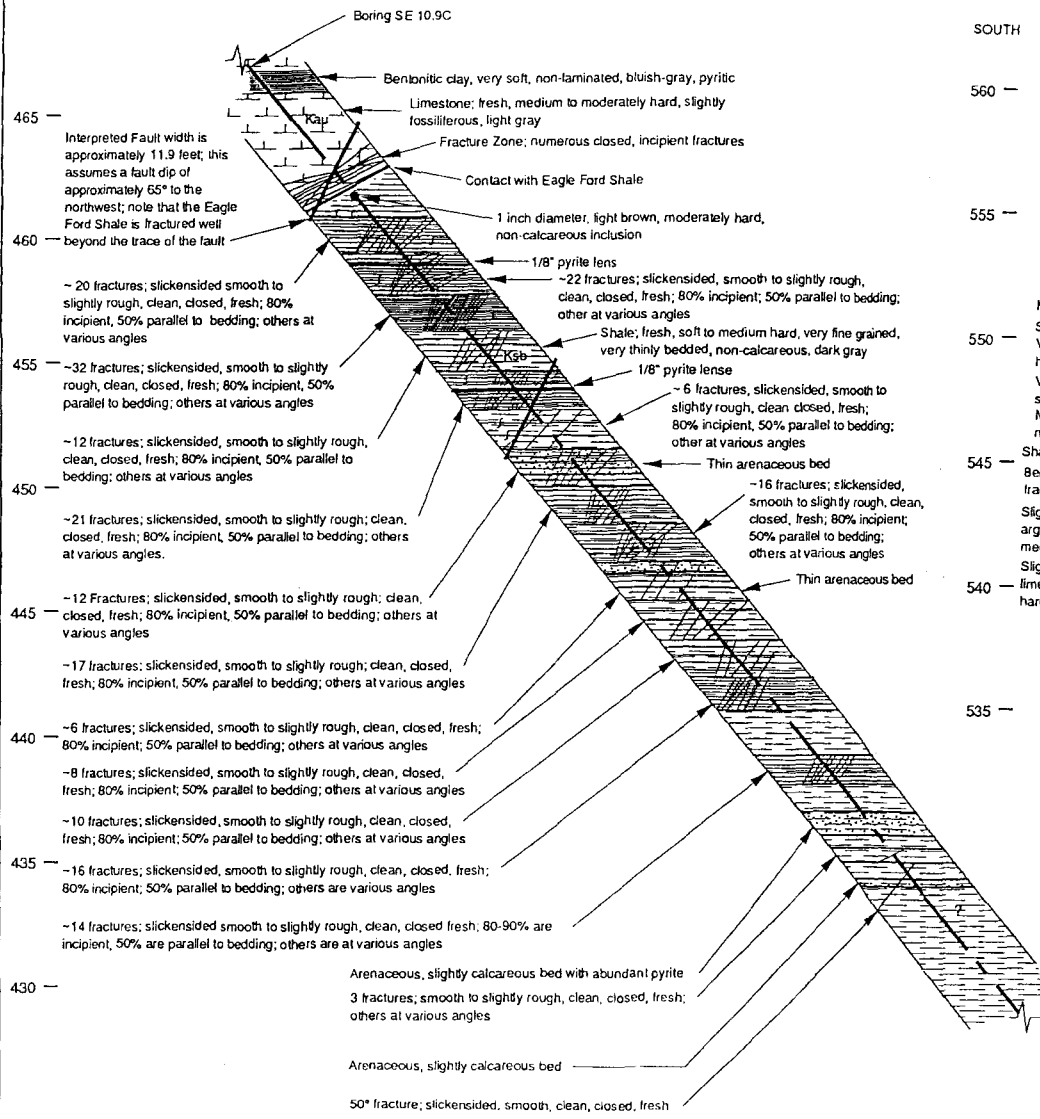 Boring SE 10.9C
SOUTH
Bentonitic clay, very soft, non-laminated, bluish-gray, pyritic
560
Limestone; fresh, medium to moderately hard, slightly
fossiliferous, light gray
465
Kau
Interpreted Fault width is
approximately 11.9 feet; this
assumes a fault dip of
approximately 65° to the
northwest; note that the Eagle
Ford Shale is fractured well
beyond the trace of the fault
Fracture Zone; numerous closed, incipient fractures
Contact with Eagle Ford Shale
1 inch diameter, light brown, moderately hard,
non-calcareous inclusion
555
460
1/8" pyrite lens
~ 20 fractures; slickensided smooth to
slightly rough, clean, closed, fresh; 80%
incipient, 50% parallel to bedding; others at
various angles
~22 fractures; slickensided, smooth to slightly rough,
clean, closed, fresh; 80% incipient; 50% parallel to bedding;
other at various angles
Shale; fresh, soft to medium hard, very fine grained,
very thinly bedded, non-calcareous, dark gray
550
Ksb
455
1/8" pyrite lense
~32 fractures; slickensided, smooth to slightly
rough, clean, closed, fresh; 80% incipient, 50%
parallel to bedding; others at various angles
~ 6 fractures, slickensided, smooth to
slightly rough, clean closed, fresh;
80% incipient, 50% parallel to bedding;
other at various angles
~12 fractures; slickensided, smooth to slightly rough,
clean, closed, fresh; 80% incipient, 50% parallel to
bedding; others at various angles
Thin arenaceous bed
545
Sha
Be
fra
Slig
arg
me
Slig
lime
har
450
~16 fractures; slickensided,
smooth to slightly rough, clean,
closed, fresh; 80% incipient;
50% parallel to bedding;
others at various angles
~21 fractures; slickensided, smooth to slightly rough; clean,
closed, fresh; 80% incipient, 50% parallel to bedding; others
at various angles.
Thin arenaceous bed
540
~12 Fractures; slickensided, smooth to slightly rough; clean,
closed, fresh; 80% incipient, 50% parallel to bedding; others at
various angles
445
~17 fractures; slickensided, smooth to slightly rough; clean, closed,
fresh; 80% incipient, 50% parallel to bedding; others at various angles
535
~6 fractures; slickensided, smooth to slightly rough, clean, closed, fresh;
80% incipient; 50% parallel to bedding; others at various angles
440
~8 fractures; slickensided, smooth to slightly rough, clean, closed,
fresh; 80% incipient; 50% parallel to bedding; others at various angles
~10 fractures; slickensided, smooth to slightly rough, clean, closed,
fresh; 80% incipient; 50% parallel to bedding; others at various angles
435
~16 fractures; slickensided, smooth to slightly rough, clean, closed, fresh;
80% incipient; 50% parallel to bedding; others are various angles
~14 fractures; slickensided smooth to slightly rough, clean, closed fresh; 80-90% are
incipient, 50% are parallel to bedding; others are at various angles
?
430
Arenaceous, slightly calcareous bed with abundant pyrite
3 fractures; smooth to slightly rough, clean, closed, fresh;
others at various angles
Arenaceous, slightly calcareous bed
50° fracture; slickensided, smooth, clean, closed, fresh